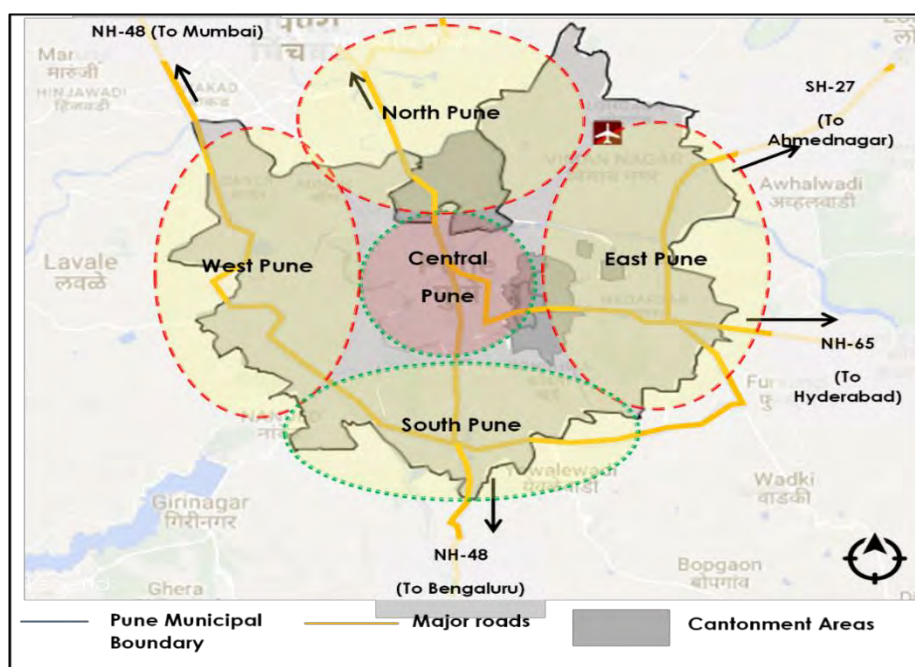 NH-48 (To Mumbai)
चिंचवड
मारुंजी
HINJAWADI
हिंजवडी
SH-27
(To
Ahmednagar)
North Pune
VIMAN NAGAR
Awhalwadi
अव्हलवाडी
Lavale
लवळे
West Pune
Central
Pune
East Pune
NH-65
(To
Hyderabad)
South Pune
Wadki
वाडकी
Girinagar
गिरीनगर
येवलेवाडी
NH-48
(To Bengaluru)
Bopgaon
बोपगांव
Ghera
Pune Municipal
Boundary
Major roads
Cantonment Areas